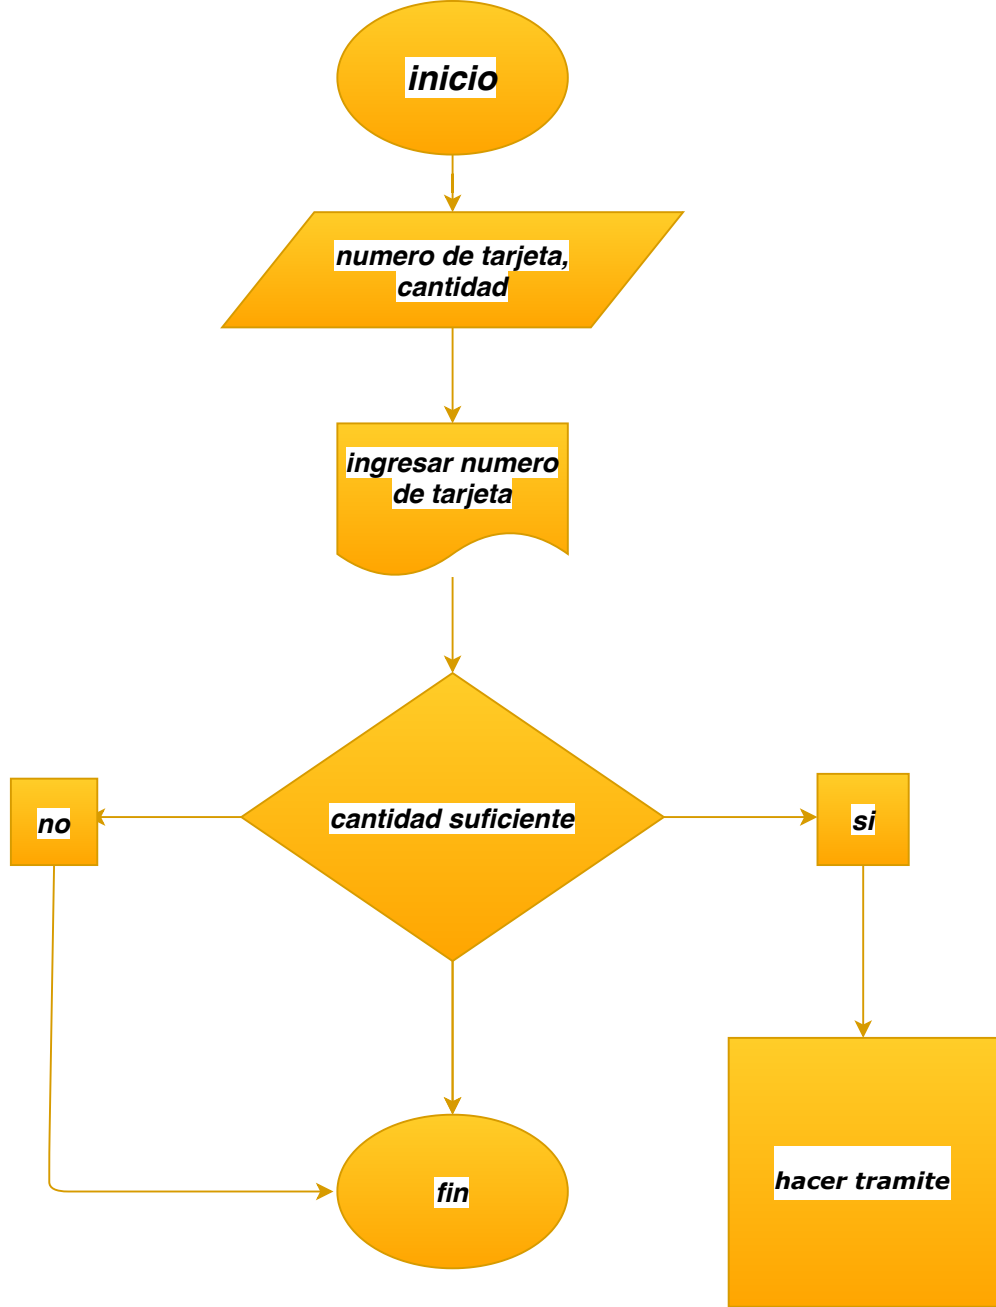 inicio
numero de tarjeta,
cantidad
ingresar numero
de tarjeta
no
cantidad suficiente
si
hacer tramite
fin